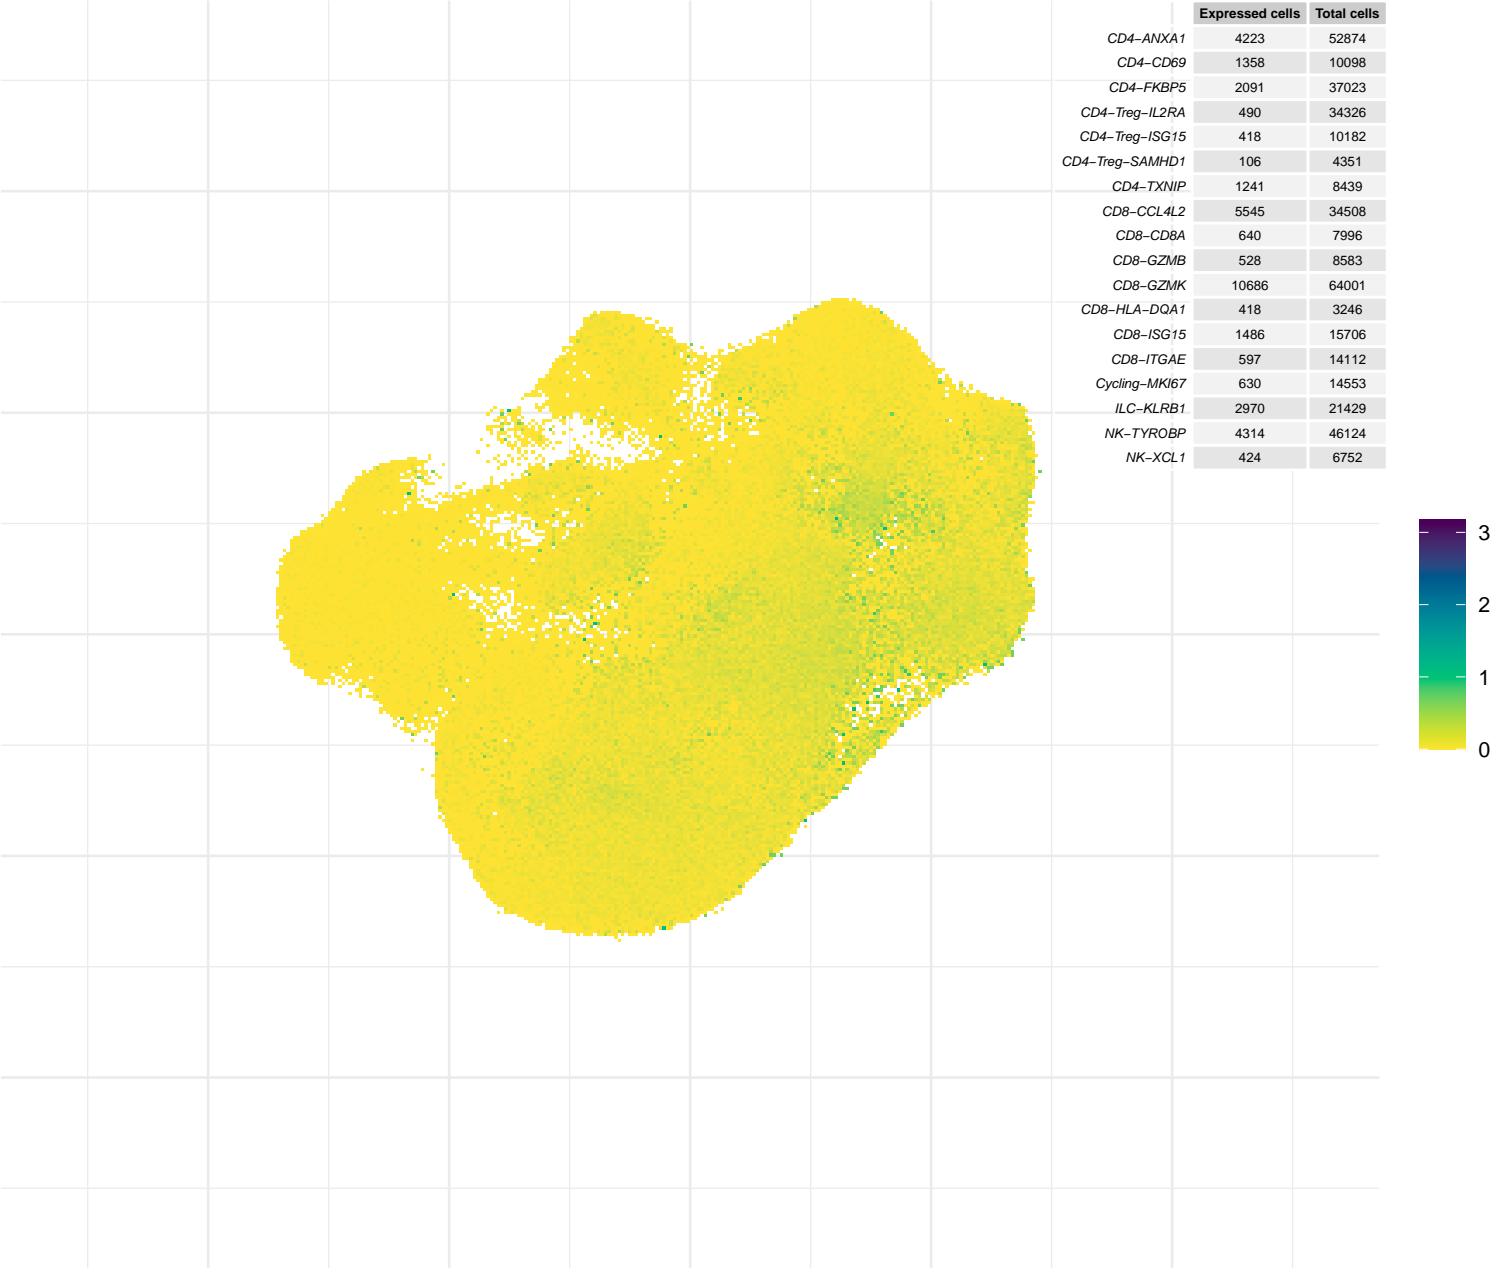 Expressed cells Total cells
CD4−ANXA1 4223 52874
CD4−CD69 1358 10098
CD4−FKBP5 2091 37023
CD4−Treg−IL2RA 490 34326
CD4−Treg−ISG15 418 10182
CD4−Treg−SAMHD1 106 4351
CD4−TXNIP 1241 8439
CD8−CCL4L2 5545 34508
CD8−CD8A 640 7996
CD8−GZMB 528 8583
CD8−GZMK 10686 64001
CD8−HLA−DQA1 418 3246
CD8−ISG15 1486 15706
CD8−ITGAE 597 14112
Cycling−MKI67 630 14553
ILC−KLRB1 2970 21429
NK−TYROBP 4314 46124
NK−XCL1 424 6752
3
2
1
0